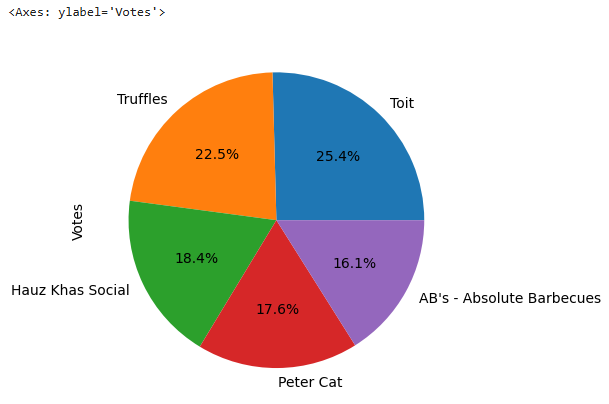 <Axes: ylabel='Votes'>
Truffles
Toit
22.5%
25.4%
Votes
18.4%
16.1%
Hauz Khas Social
AB's - Absolute Barbecues
17.6%
Peter Cat